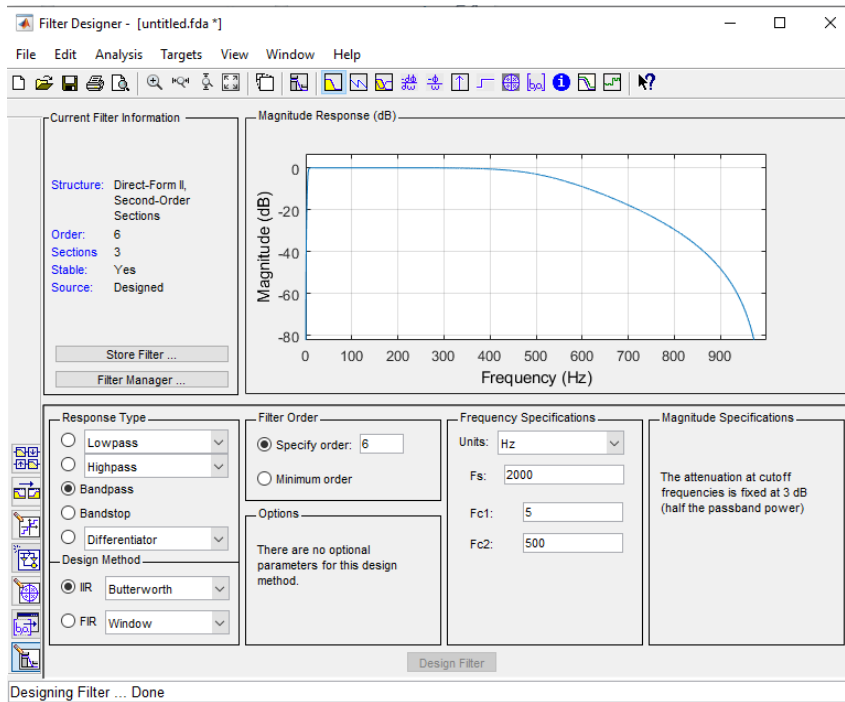 Filter Designer - [untitled.fda *]
File Edit Analysis Targets View Window Help
Current Filter Information
Structure: Direct-Form II,
Second-Order
Sections
Order: 6
Sections 3
Stable: Yes
Source: Designed
Store Filter ...
Filter Manager ...
Magnitude Response (dB)
Magnitude (dB)
0
-20
-40
-60
-80
0 100 200 300 400 500 600 700 800 900
Frequency (Hz)
Response Type
Lowpass
Highpass
Bandpass
Bandstop
Differentiator
Design Method
IIR Butterworth
FIR Window
Filter Order
Specify order: 6
Minimum order
Options
There are no optional
parameters for this design
method.
Frequency Specifications
Units: Hz
Fs: 2000
Fc1: 5
Fc2: 500
Magnitude Specifications
The attenuation at cutoff
frequencies is fixed at 3 dB
(half the passband power)
Design Filter
Designing Filter ... Done